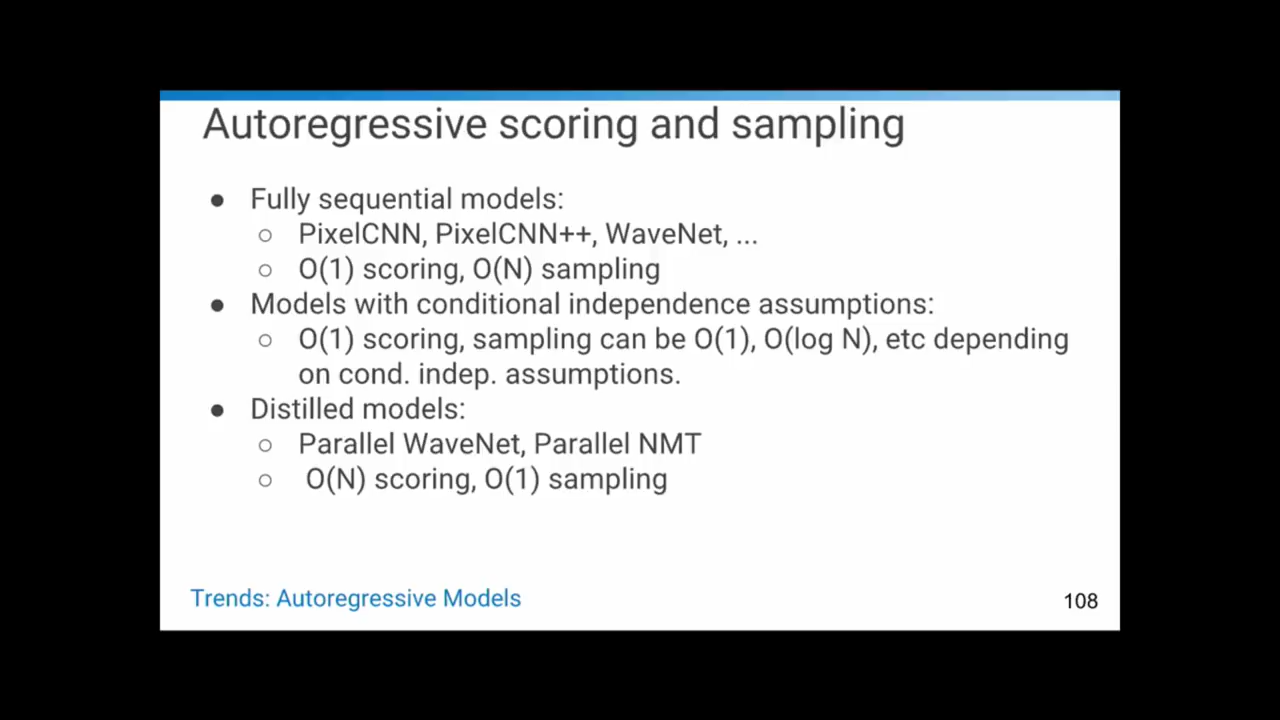 Autoregressive scoring and sampling
● Fully sequential models:
○ PixelCNN, PixelCNN++, WaveNet, ...
○ O(1) scoring, O(N) sampling
● Models with conditional independence assumptions:
○ O(1) scoring, sampling can be O(1), O(log N), etc depending
on cond. indep. assumptions.
● Distilled models:
○ Parallel WaveNet, Parallel NMT
○ O(N) scoring, O(1) sampling
Trends: Autoregressive Models
108